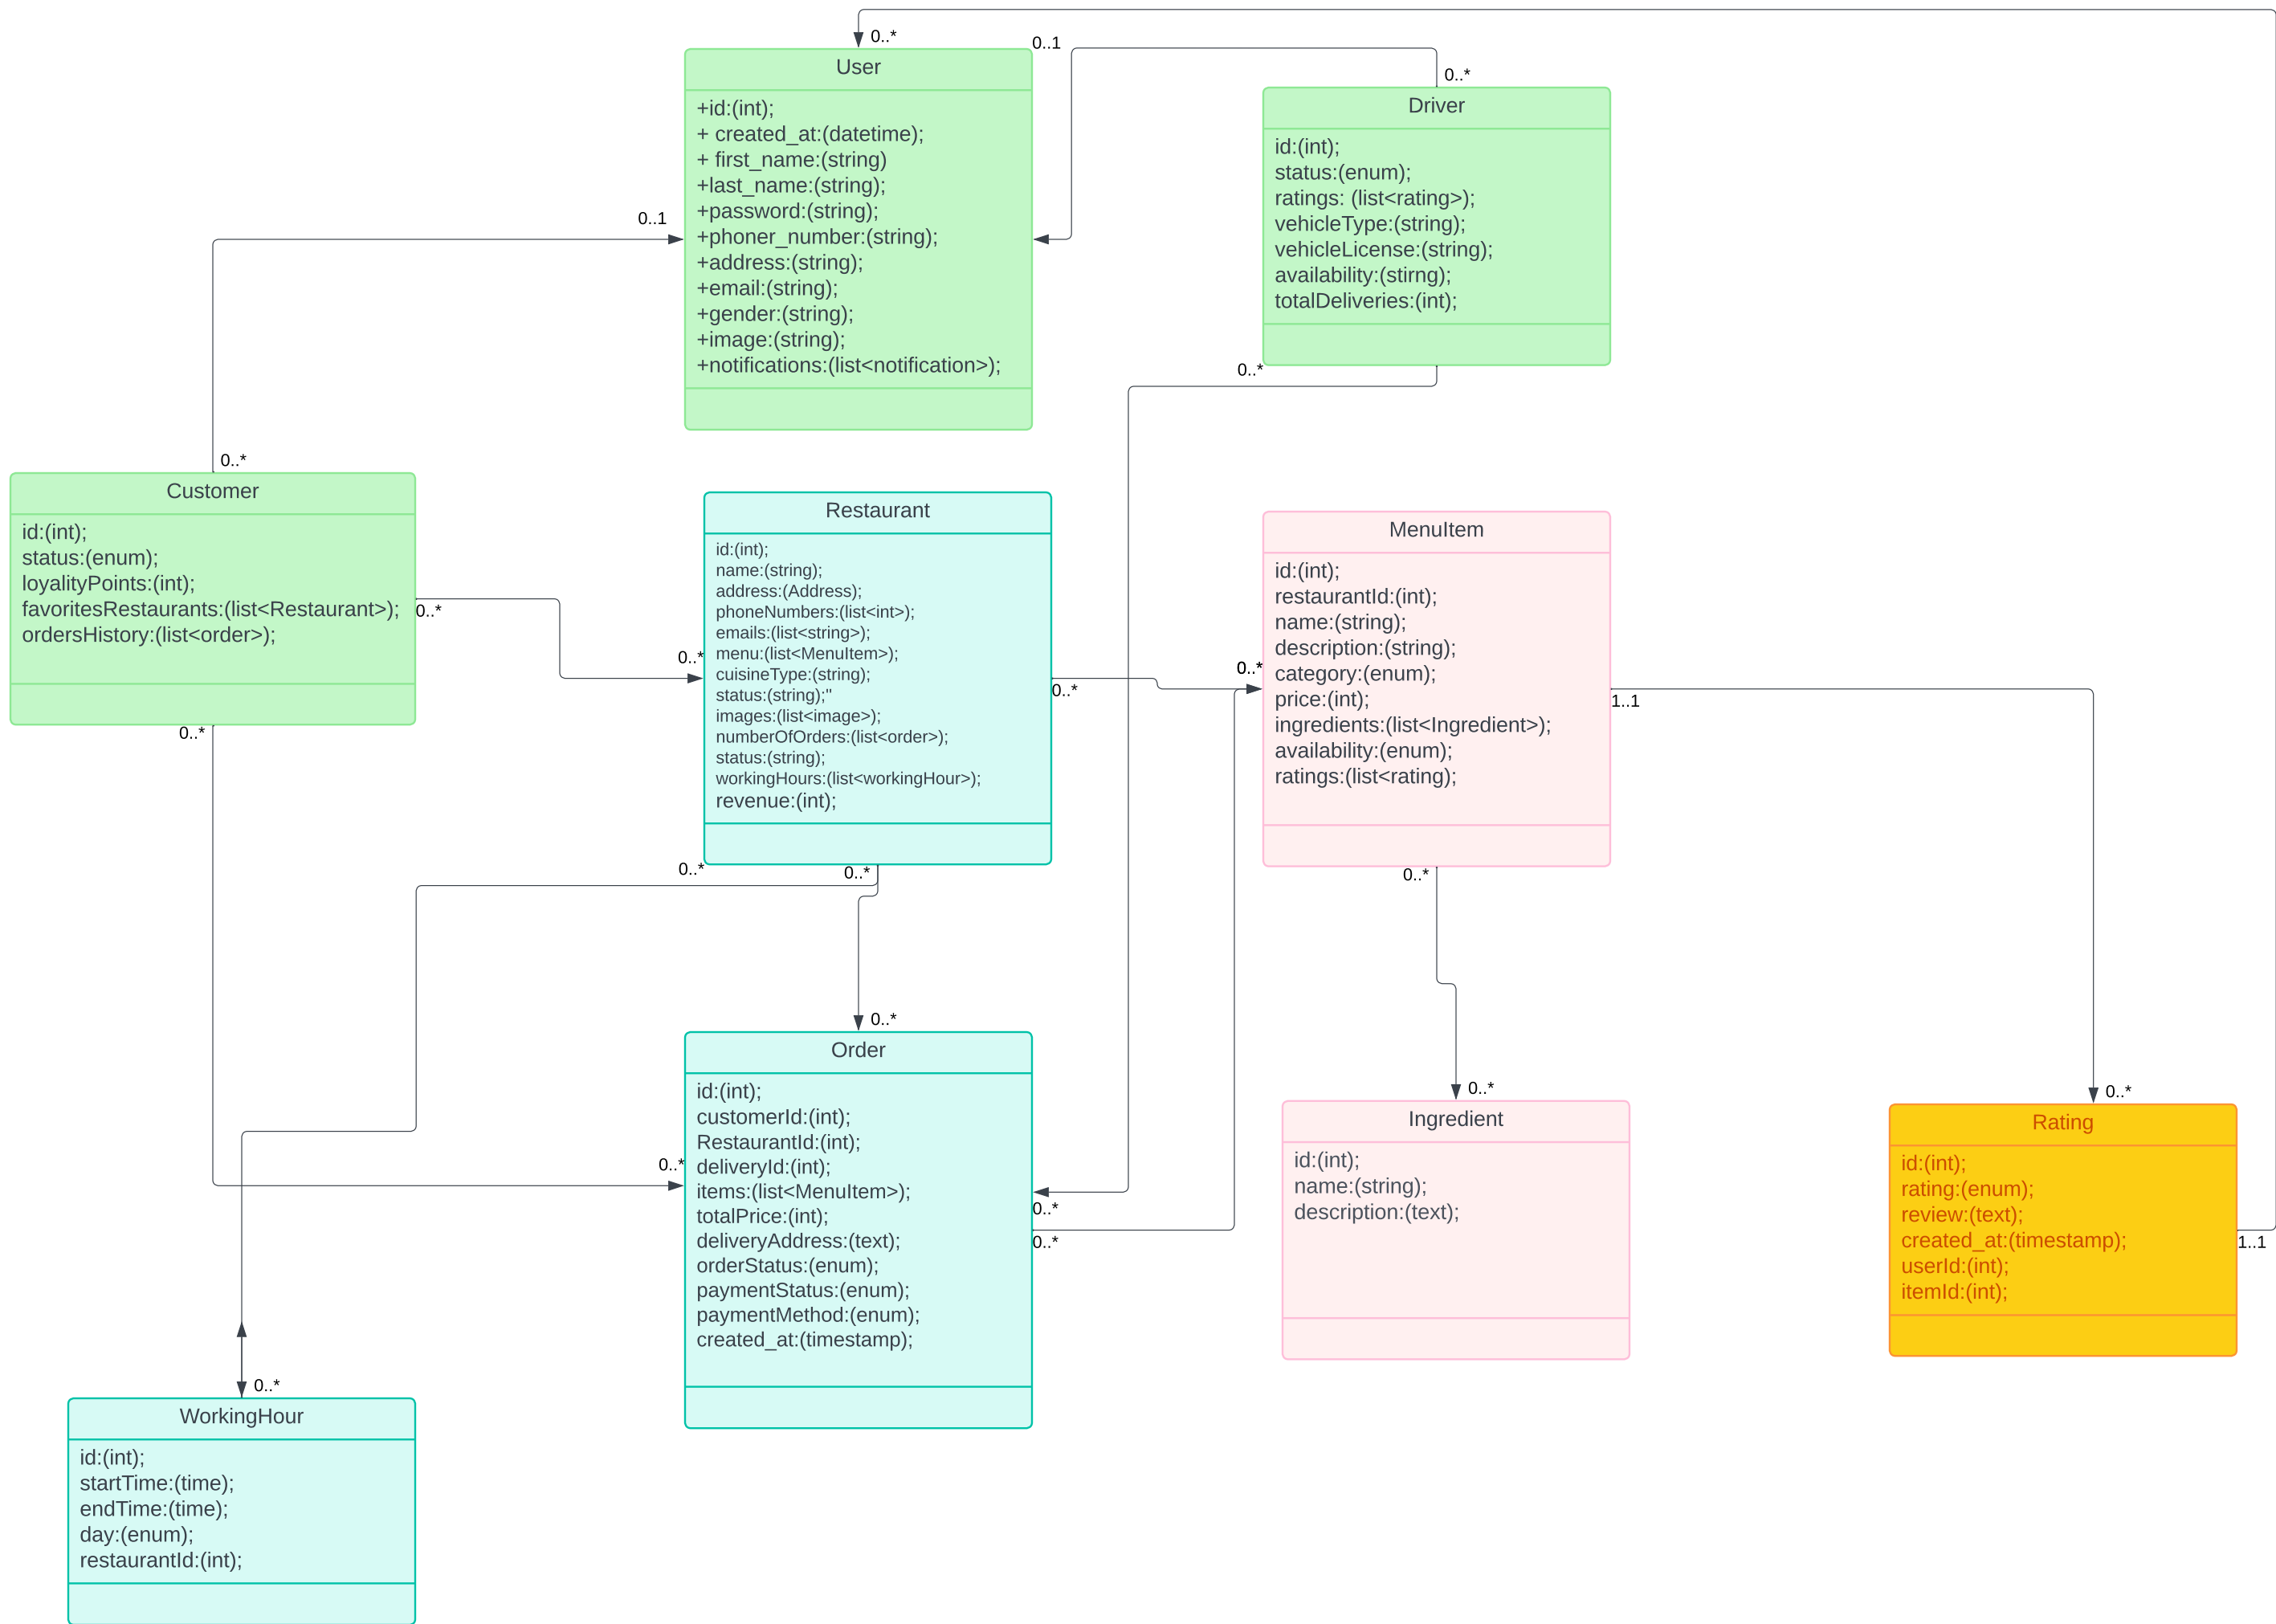 0..*
User
+id:(int);
+ created_at:(datetime);
+ first_name:(string)
+last_name:(string);
+password:(string);
+phoner_number:(string);
+address:(string);
+email:(string);
+gender:(string);
+image:(string);
+notifications:(list<notification>);
0..1
0..1
0..*
Driver
id:(int);
status:(enum);
ratings: (list<rating>);
vehicleType:(string);
vehicleLicense:(string);
availability:(stirng);
totalDeliveries:(int);
0..*
0..*
Customer
id:(int);
status:(enum);
loyalityPoints:(int);
favoritesRestaurants:(list<Restaurant>);
ordersHistory:(list<order>);
0..*
0..*
0..*
Restaurant
id:(int);
name:(string);
address:(Address);
phoneNumbers:(list<int>);
emails:(list<string>);
menu:(list<MenuItem>);
cuisineType:(string);
status:(string);"
images:(list<image>);
numberOfOrders:(list<order>);
status:(string);
workingHours:(list<workingHour>);
revenue:(int);
0..*
0..*
0..*
0..*
MenuItem
id:(int);
restaurantId:(int);
name:(string);
description:(string);
category:(enum);
price:(int);
ingredients:(list<Ingredient>);
availability:(enum);
ratings:(list<rating);
1..1
0..*
0..*
0..*
Order
id:(int);
customerId:(int);
RestaurantId:(int);
deliveryId:(int);
items:(list<MenuItem>);
totalPrice:(int);
deliveryAddress:(text);
orderStatus:(enum);
paymentStatus:(enum);
paymentMethod:(enum);
created_at:(timestamp);
0..*
0..*
0..*
Ingredient
id:(int);
name:(string);
description:(text);
0..*
Rating
id:(int);
rating:(enum);
review:(text);
created_at:(timestamp);
userId:(int);
itemId:(int);
1..1
0..*
WorkingHour
id:(int);
startTime:(time);
endTime:(time);
day:(enum);
restaurantId:(int);